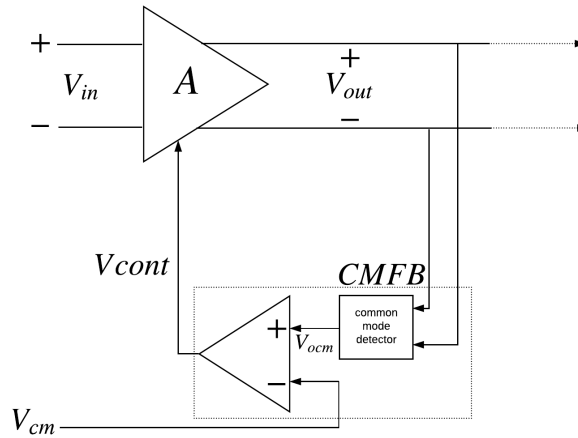 +
+
V_in
A
V_out
−
−
Vcont
CMFB
common
mode
detector
+
V_ocm
−
V_cm